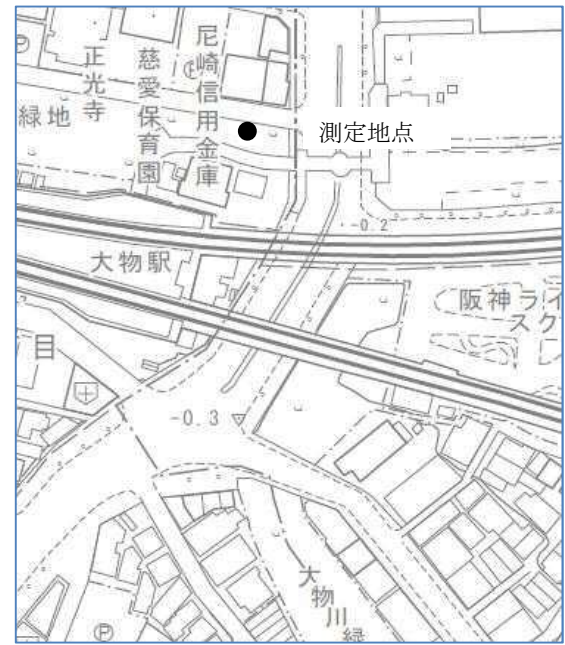 正光寺
慈愛保育園
尼崎信用金庫
緑地
測定地点
-0.2
大物駅
阪神ライ
スク
目
-0.3
大物川緑
P